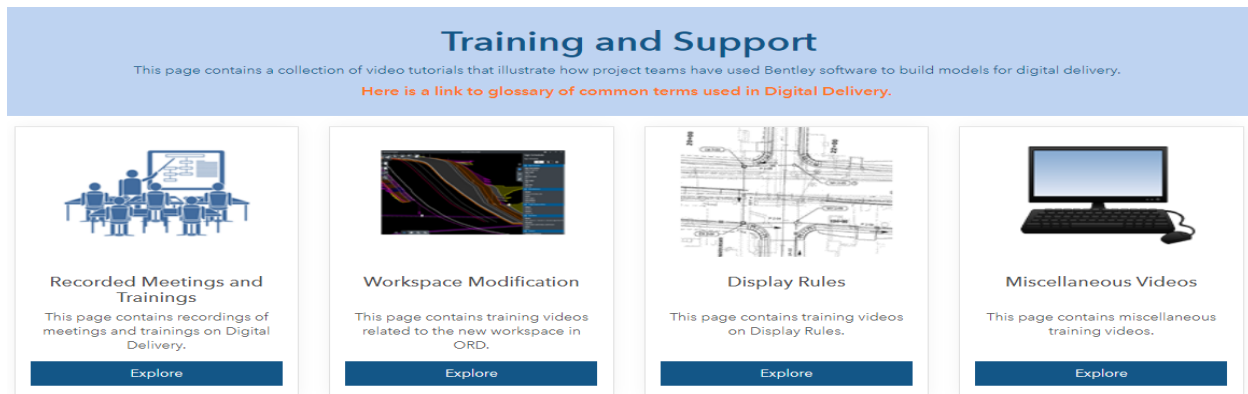 Training and Support
This page contains a collection of video tutorials that illustrate how project teams have used Bentley software to build models for digital delivery.
Here is a link to glossary of common terms used in Digital Delivery.
Recorded Meetings and
Trainings
This page contains recordings of
meetings and trainings on Digital
Delivery.
Explore
Workspace Modification
This page contains training videos
related to the new workspace in
ORD.
Explore
Display Rules
This page contains training videos
on Display Rules.
Explore
Miscellaneous Videos
This page contains miscellaneous
training videos.
Explore